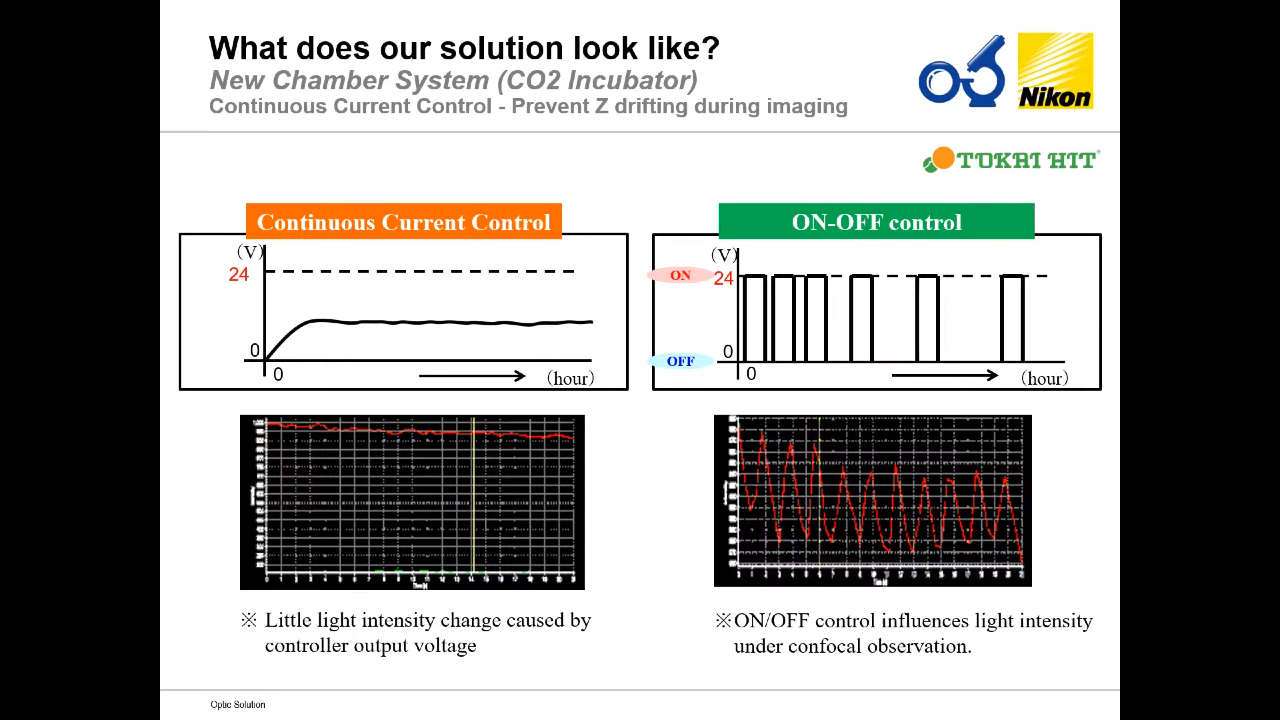 What does our solution look like?
New Chamber System (CO2 Incubator)
Continuous Current Control - Prevent Z drifting during imaging
Nikon
TOKAI HIT
Continuous Current Control
(V)
24
0
0
(hour)
ON-OFF control
(V)
ON
24
OFF
0
0
(hour)
※ Little light intensity change caused by
controller output voltage
※ON/OFF control influences light intensity
under confocal observation.
Optic Solution